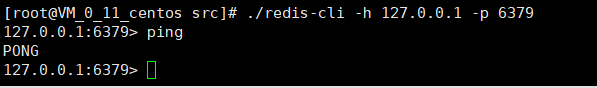 [root@VM_0_11_centos src]# ./redis-cli -h 127.0.0.1 -p 6379
127.0.0.1:6379> ping
PONG
127.0.0.1:6379>